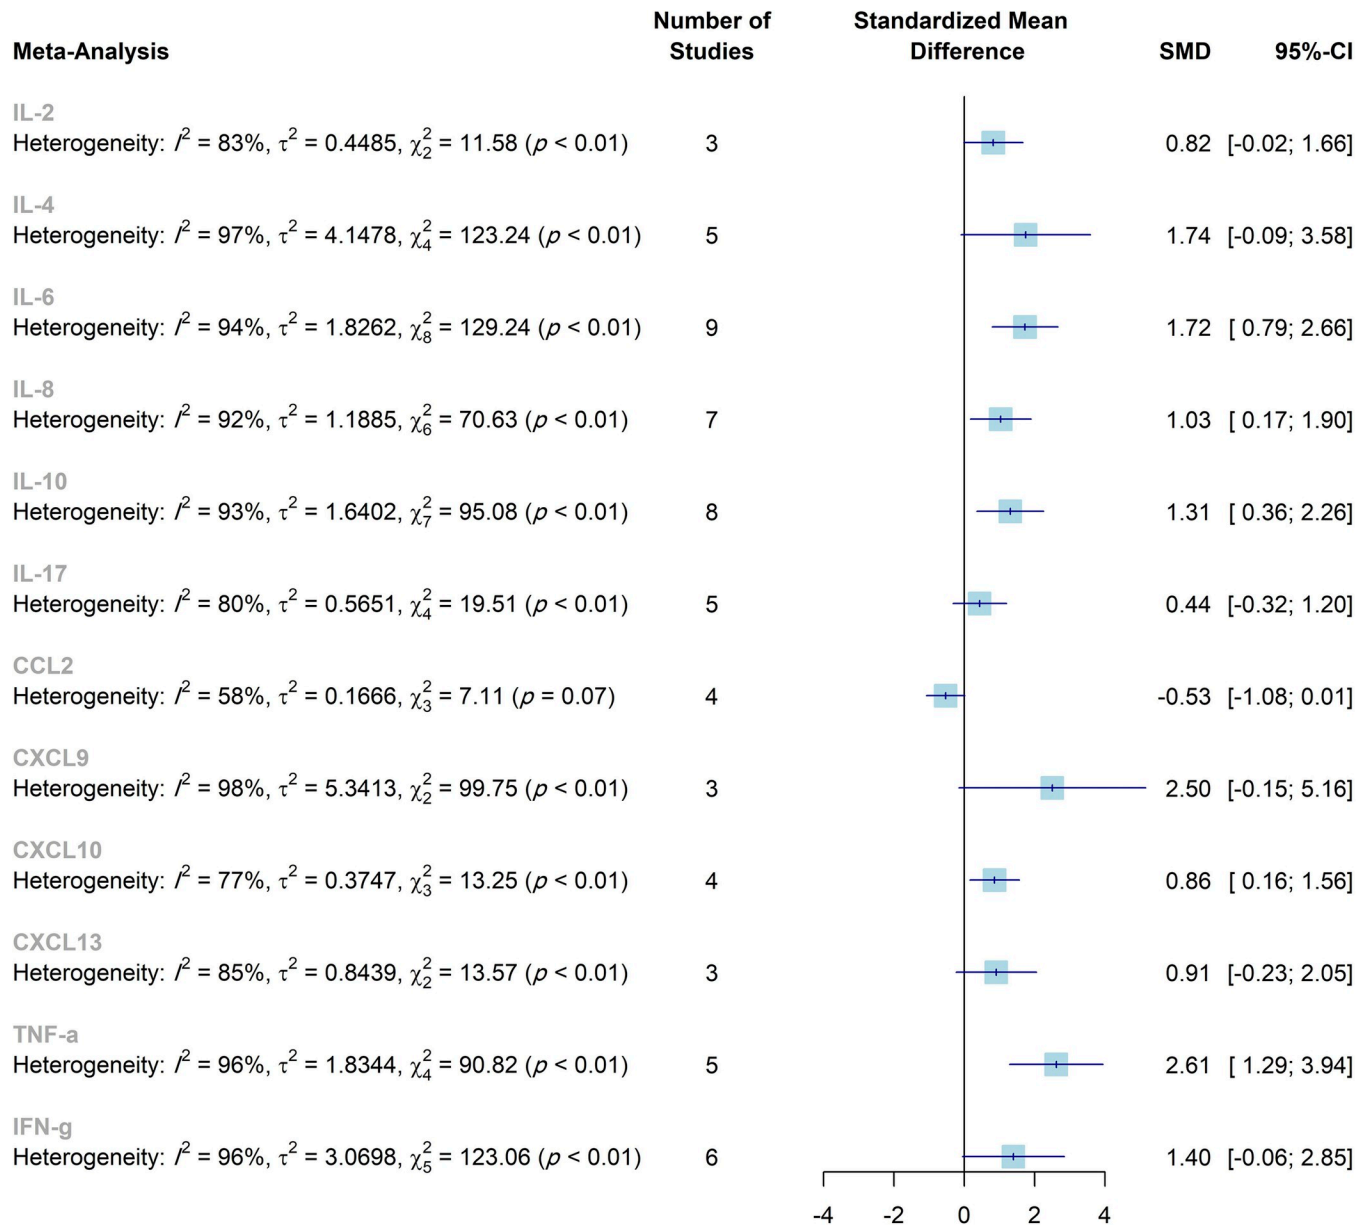 Number of Standardized Mean
Meta-Analysis Studies Difference SMD 95%-CI
IL-2
Heterogeneity: I² = 83%, τ² = 0.4485, χ²₂ = 11.58 (p < 0.01) 3 0.82 [-0.02; 1.66]
IL-4
Heterogeneity: I² = 97%, τ² = 4.1478, χ²₄ = 123.24 (p < 0.01) 5 1.74 [-0.09; 3.58]
IL-6
Heterogeneity: I² = 94%, τ² = 1.8262, χ²₈ = 129.24 (p < 0.01) 9 1.72 [ 0.79; 2.66]
IL-8
Heterogeneity: I² = 92%, τ² = 1.1885, χ²₆ = 70.63 (p < 0.01) 7 1.03 [ 0.17; 1.90]
IL-10
Heterogeneity: I² = 93%, τ² = 1.6402, χ²₇ = 95.08 (p < 0.01) 8 1.31 [ 0.36; 2.26]
IL-17
Heterogeneity: I² = 80%, τ² = 0.5651, χ²₄ = 19.51 (p < 0.01) 5 0.44 [-0.32; 1.20]
CCL2
Heterogeneity: I² = 58%, τ² = 0.1666, χ²₃ = 7.11 (p = 0.07) 4 -0.53 [-1.08; 0.01]
CXCL9
Heterogeneity: I² = 98%, τ² = 5.3413, χ²₂ = 99.75 (p < 0.01) 3 2.50 [-0.15; 5.16]
CXCL10
Heterogeneity: I² = 77%, τ² = 0.3747, χ²₃ = 13.25 (p < 0.01) 4 0.86 [ 0.16; 1.56]
CXCL13
Heterogeneity: I² = 85%, τ² = 0.8439, χ²₂ = 13.57 (p < 0.01) 3 0.91 [-0.23; 2.05]
TNF-a
Heterogeneity: I² = 96%, τ² = 1.8344, χ²₄ = 90.82 (p < 0.01) 5 2.61 [ 1.29; 3.94]
IFN-g
Heterogeneity: I² = 96%, τ² = 3.0698, χ²₅ = 123.06 (p < 0.01) 6 1.40 [-0.06; 2.85]
-4 -2 0 2 4